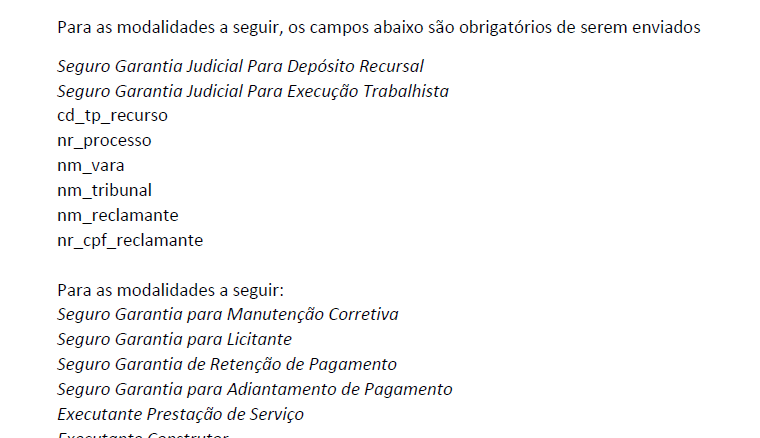 Para as modalidades a seguir, os campos abaixo são obrigatórios de serem enviados
Seguro Garantia Judicial Para Depósito Recursal
Seguro Garantia Judicial Para Execução Trabalhista
cd_tp_recurso
nr_processo
nm_vara
nm_tribunal
nm_reclamante
nr_cpf_reclamante
Para as modalidades a seguir:
Seguro Garantia para Manutenção Corretiva
Seguro Garantia para Licitante
Seguro Garantia de Retenção de Pagamento
Seguro Garantia para Adiantamento de Pagamento
Executante Prestação de Serviço
Executante Construtor